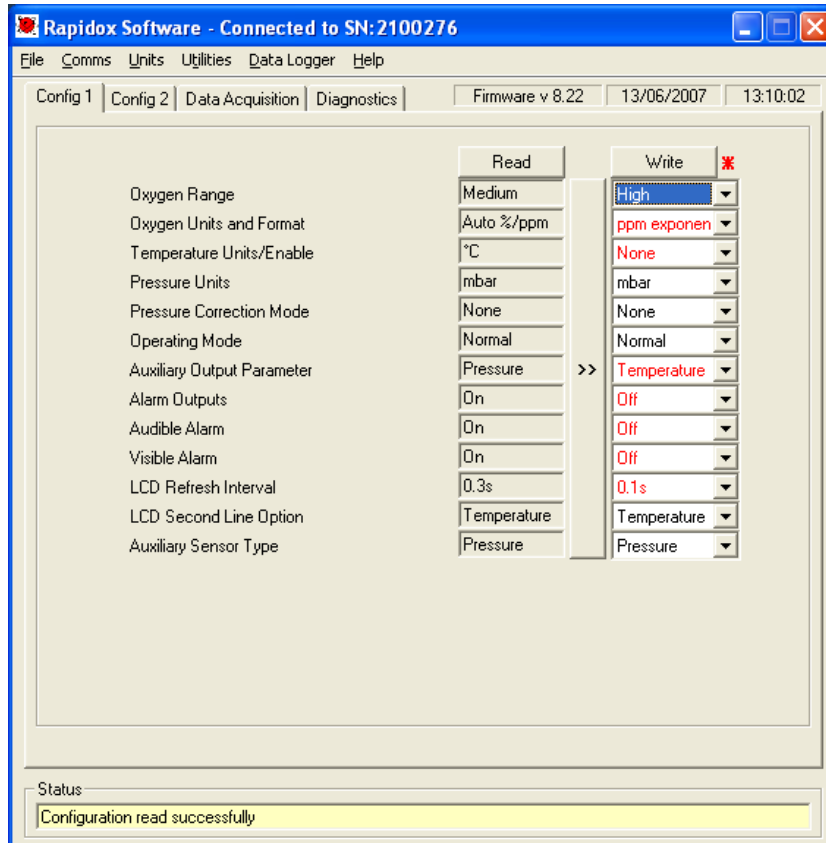 Rapidox Software - Connected to SN:2100276
File Comms Units Utilities Data Logger Help
Config 1 Config 2 Data Acquisition Diagnostics Firmware v 8.22 13/06/2007 13:10:02
Read Write ж
Oxygen Range Medium High
Oxygen Units and Format Auto %/ppm ppm exponen
Temperature Units/Enable °C None
Pressure Units mbar mbar
Pressure Correction Mode None None
Operating Mode Normal Normal
Auxiliary Output Parameter Pressure >> Temperature
Alarm Outputs On Off
Audible Alarm On Off
Visible Alarm On Off
LCD Refresh Interval 0.3s 0.1s
LCD Second Line Option Temperature Temperature
Auxiliary Sensor Type Pressure Pressure
Status
Configuration read successfully